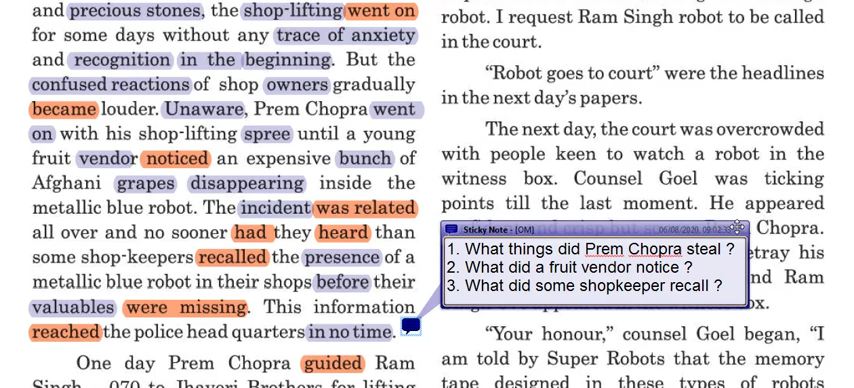 and precious stones, the shop-lifting went on
for some days without any trace of anxiety
and recognition in the beginning. But the
confused reactions of shop owners gradually
became louder. Unaware, Prem Chopra went
on with his shop-lifting spree until a young
fruit vendor noticed an expensive bunch of
Afghani grapes disappearing inside the
metallic blue robot. The incident was related
all over and no sooner had they heard than
some shop-keepers recalled the presence of a
metallic blue robot in their shops before their
valuables were missing. This information
reached the police head quarters in no time.
One day Prem Chopra guided Ram
Singh - 070 to Jhaveri Brothers for lifting
robot. I request Ram Singh robot to be called
in the court.
"Robot goes to court" were the headlines
in the next day's papers.
The next day, the court was overcrowded
with people keen to watch a robot in the
witness box. Counsel Goel was ticking
points till the last moment. He appeared
Chopra.
etray his
nd Ram
ox.
Sticky Note - [OM] 06/08/2020, 09:02:35
1. What things did Prem Chopra steal ?
2. What did a fruit vendor notice ?
3. What did some shopkeeper recall ?
"Your honour," counsel Goel began, "I
am told by Super Robots that the memory
tape designed in these types of robots